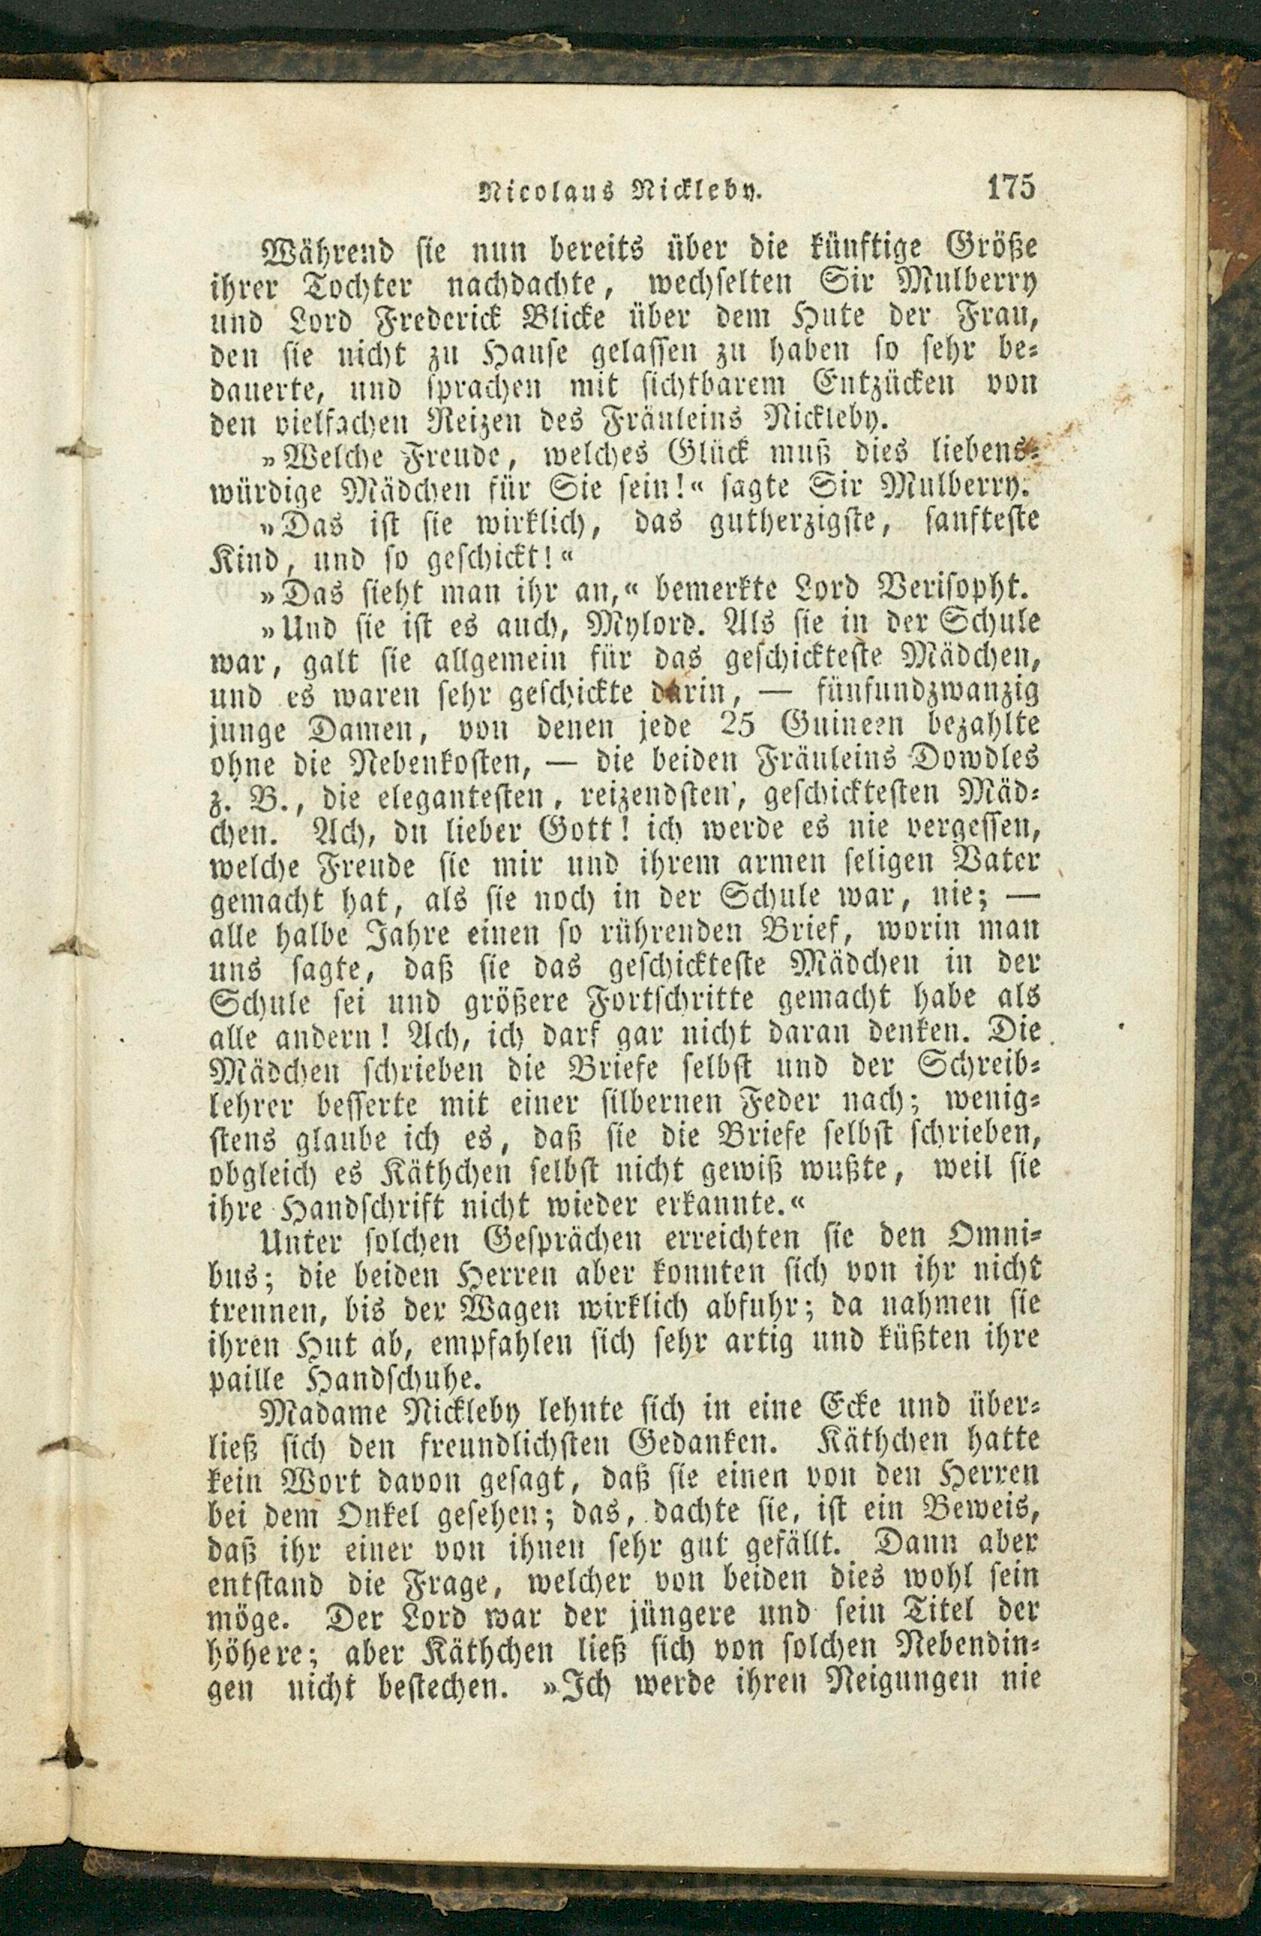 Nicolaus Nickleby. 175
Während sie nun bereits über die künftige Größe
ihrer Tochter nachdachte, wechselten Sir Mulberry
und Lord Frederick Blicke über dem Hute der Frau,
den sie nicht zu Hause gelassen zu haben so sehr be=
dauerte, und sprachen mit sichtbarem Entzücken von
den vielfachen Reizen des Fräuleins Nickleby.
»Welche Freude, welches Glück muß dies liebens=
würdige Mädchen für Sie sein!« sagte Sir Mulberry.
»Das ist sie wirklich, das gutherzigste, sanfteste
Kind, und so geschickt!«
»Das sieht man ihr an,« bemerkte Lord Verisopht.
»Und sie ist es auch, Mylord. Als sie in der Schule
war, galt sie allgemein für das geschickteste Mädchen,
und es waren sehr geschickte darin, — fünfundzwanzig
junge Damen, von denen jede 25 Guineen bezahlte
ohne die Nebenkosten, — die beiden Fräuleins Dowdles
z. B., die elegantesten, reizendsten, geschicktesten Mäd=
chen. Ach, du lieber Gott! ich werde es nie vergessen,
welche Freude sie mir und ihrem armen seligen Vater
gemacht hat, als sie noch in der Schule war, nie; —
alle halbe Jahre einen so rührenden Brief, worin man
uns sagte, daß sie das geschickteste Mädchen in der
Schule sei und größere Fortschritte gemacht habe als
alle andern! Ach, ich darf gar nicht daran denken. Die
Mädchen schrieben die Briefe selbst und der Schreib=
lehrer besserte mit einer silbernen Feder nach; wenig=
stens glaube ich es, daß sie die Briefe selbst schrieben,
obgleich es Käthchen selbst nicht gewiß wußte, weil sie
ihre Handschrift nicht wieder erkannte.«
Unter solchen Gesprächen erreichten sie den Omni=
bus; die beiden Herren aber konnten sich von ihr nicht
trennen, bis der Wagen wirklich abfuhr; da nahmen sie
ihren Hut ab, empfahlen sich sehr artig und küßten ihre
paille Handschuhe.
Madame Nickleby lehnte sich in eine Ecke und über=
ließ sich den freundlichsten Gedanken. Käthchen hatte
kein Wort davon gesagt, daß sie einen von den Herren
bei dem Onkel gesehen; das, dachte sie, ist ein Beweis,
daß ihr einer von ihnen sehr gut gefällt. Dann aber
entstand die Frage, welcher von beiden dies wohl sein
möge. Der Lord war der jüngere und sein Titel der
höhere; aber Käthchen ließ sich von solchen Nebendin=
gen nicht bestechen. »Ich werde ihren Neigungen nie